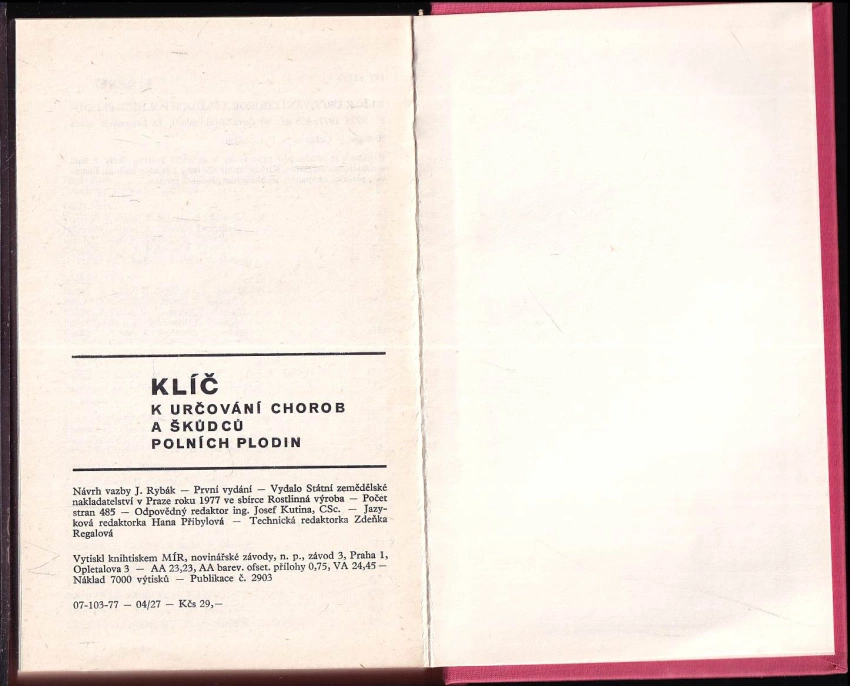 KLÍČ
K URČOVÁNÍ CHOROB
A ŠKŮDCŮ
POLNÍCH PLODIN
Návrh vazby J. Rybák — První vydání — Vydalo Státní zemědělské
nakladatelství v Praze roku 1977 ve sbírce Rostlinná výroba — Počet
stran 485 — Odpovědný redaktor ing. Josef Kutina, CSc. — Jazy-
ková redaktorka Hana Přibylová — Technická redaktorka Zdeňka
Regalová
Vytiskl knihtiskem MÍR, novinářské závody, n. p., závod 3, Praha 1,
Opletalova 3 — AA 23,23, AA barev. ofset. přílohy 0,75, VA 24,45 —
Náklad 7000 výtisků — Publikace č. 2903
07-103-77 — 04/27 — Kčs 29,—